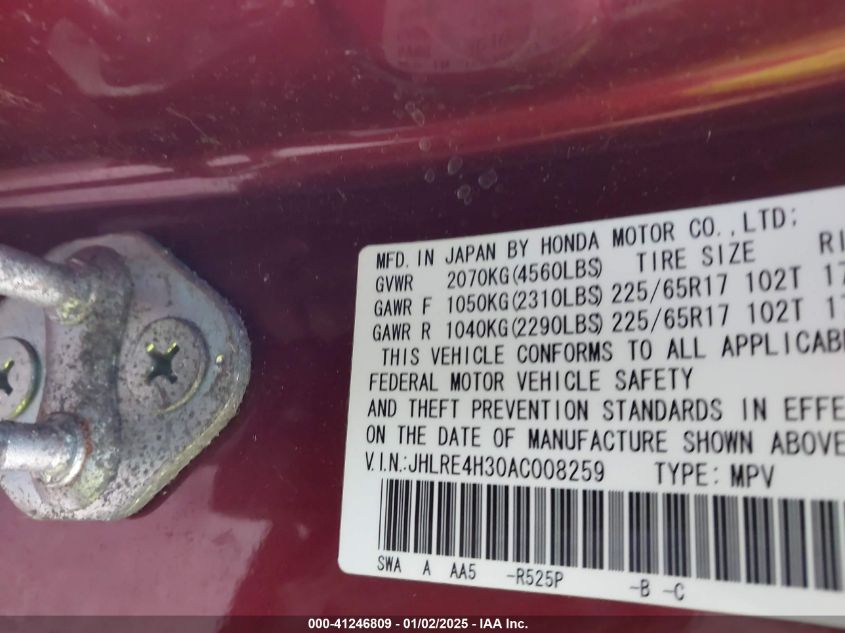 MFD. IN JAPAN BY HONDA MOTOR CO.,LTD;
GVWR 2070KG(4560LBS) TIRE SIZE
GAWR F 1050KG(2310LBS) 225/65R17 102T
GAWR R 1040KG(2290LBS) 225/65R17 102T
THIS VEHICLE CONFORMS TO ALL
FEDERAL MOTOR VEHICLE SAFETY
AND THEFT PREVENTION STANDARDS IN
ON THE DATE OF MANUFACTURE SHOWN ABOVE
V.I.N.:JHLRE4H30AC008259 TYPE: MPV
SWA A AA5 -R525P -B -C
000-41246809 - 01/02/2025 - IAA Inc.